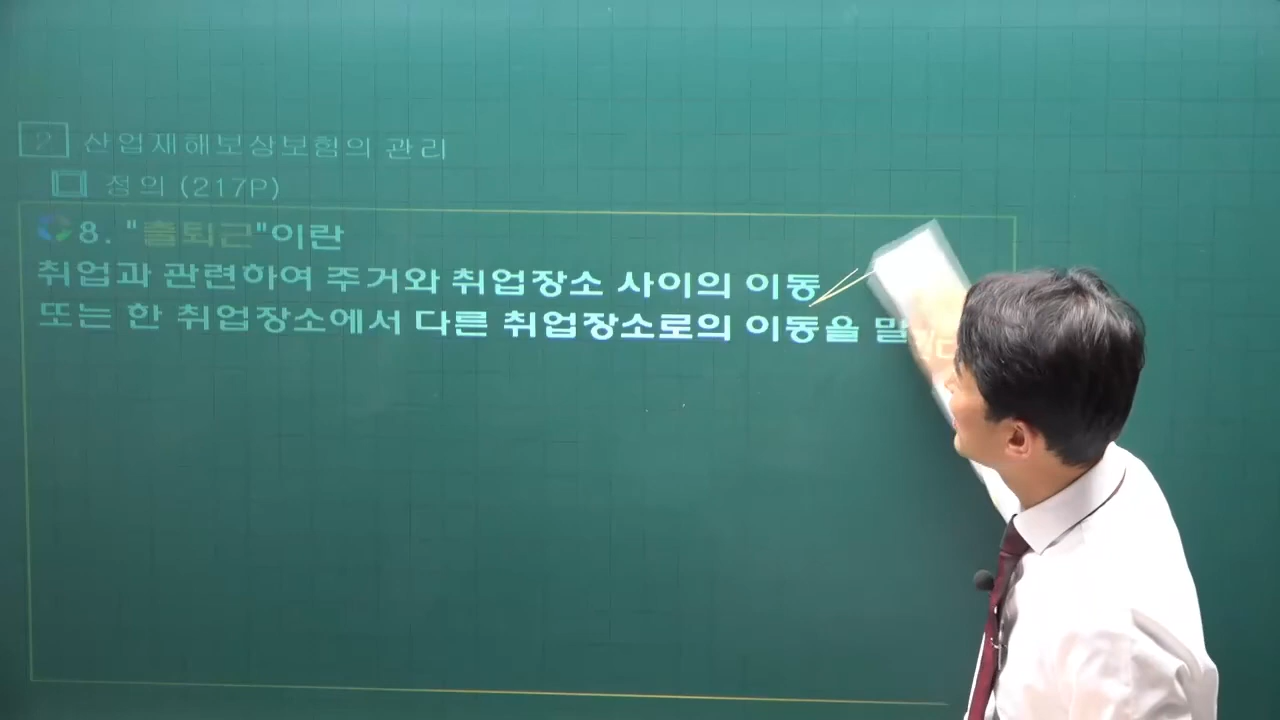 2 산업재해보상보험의 관리
정의 (217P)
8. "출퇴근"이란
취업과 관련하여 주거와 취업장소 사이의 이동
또는 한 취업장소에서 다른 취업장소로의 이동을 말한다